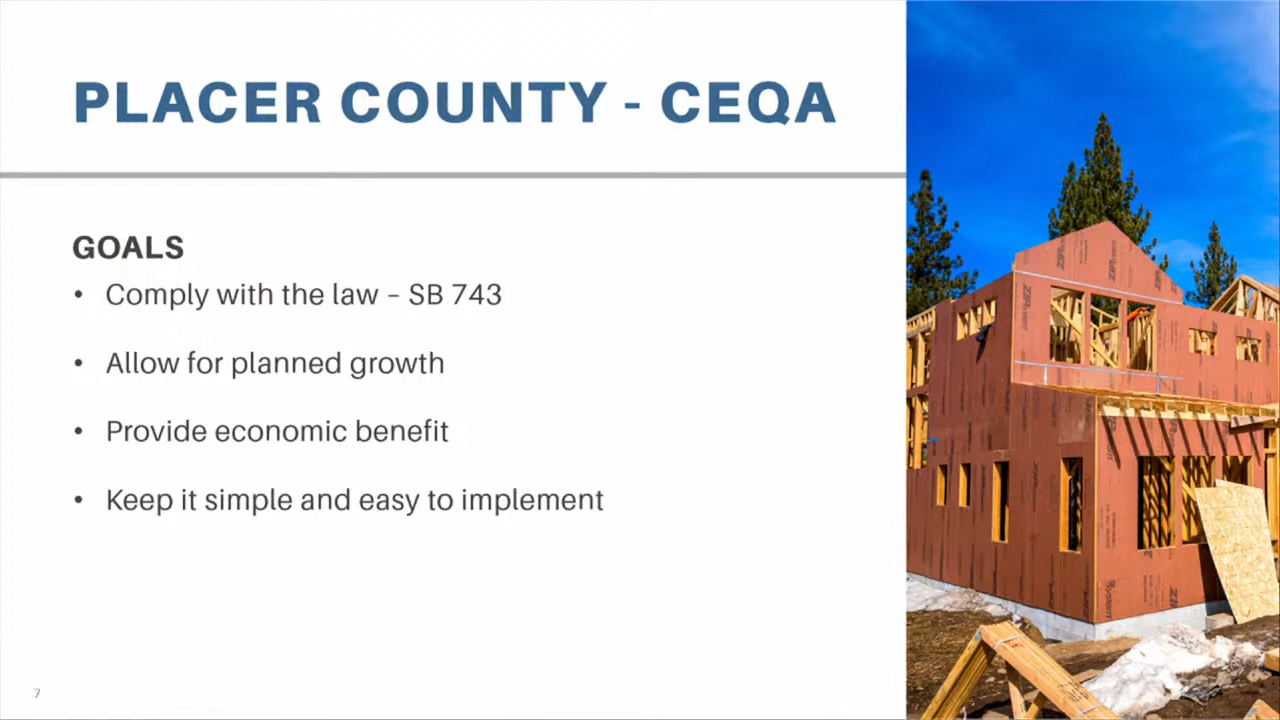 PLACER COUNTY - CEQA
GOALS
• Comply with the law – SB 743
• Allow for planned growth
• Provide economic benefit
• Keep it simple and easy to implement
7